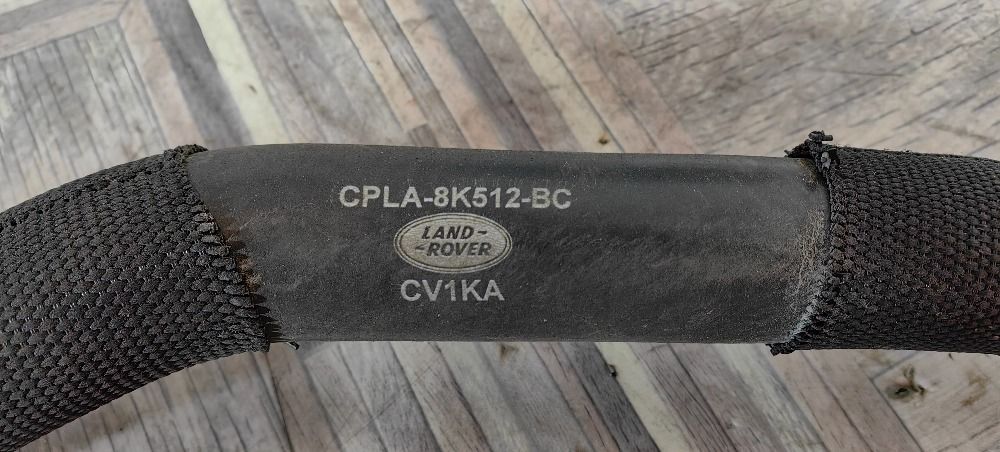 CPLA-8K512-BC
LAND-
-ROVER
CV1KA